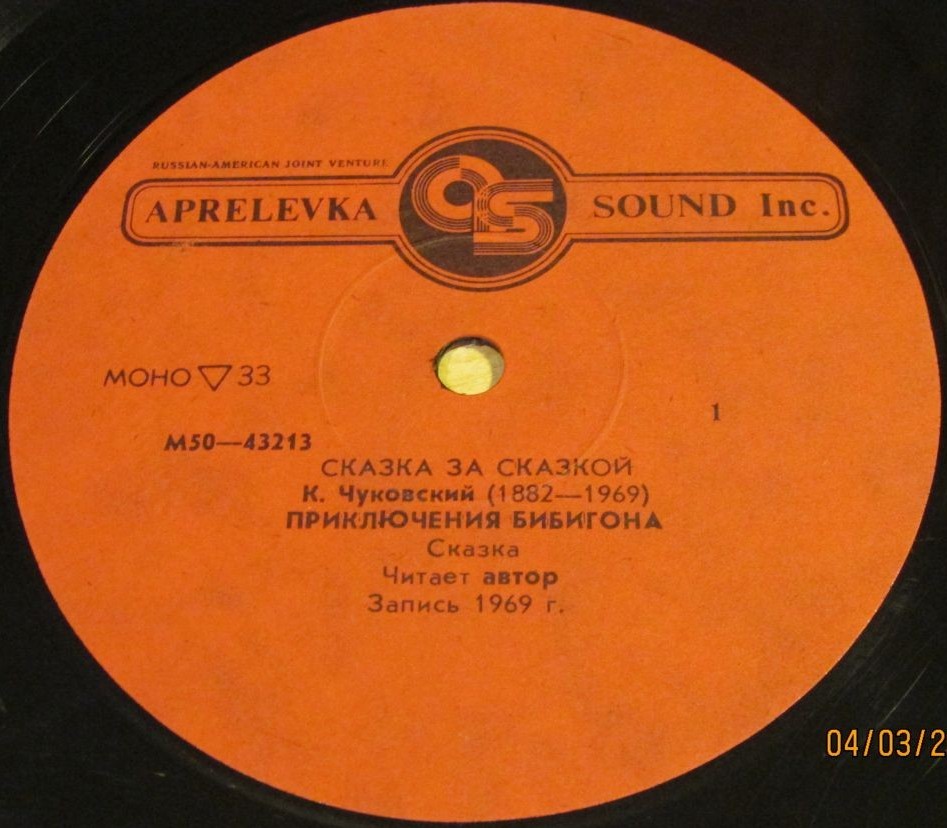 RUSSIAN-AMERICAN JOINT VENTURE
APRELEVKA AS SOUND Inc.
МОНО ▽ 33
1
М50—43213
СКАЗКА ЗА СКАЗКОЙ
К. Чуковский (1882—1969)
ПРИКЛЮЧЕНИЯ БИБИГОНА
Сказка
Читает автор
Запись 1969 г.
04/03/2